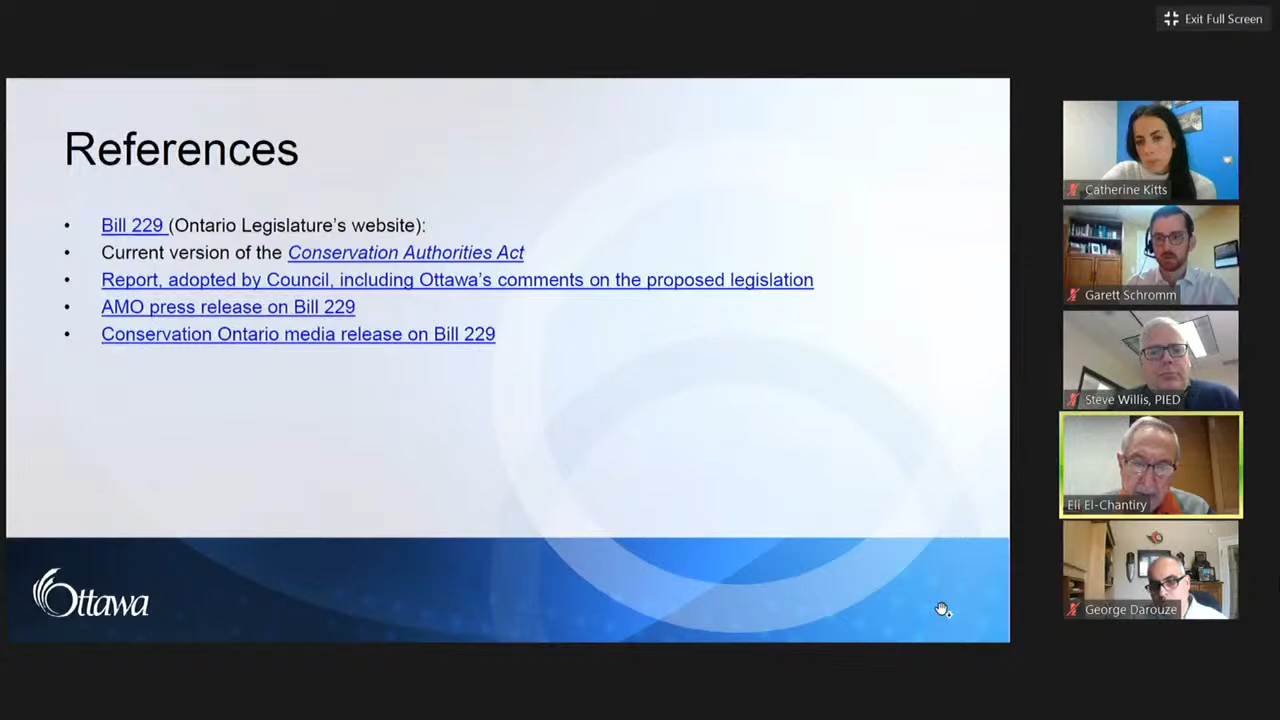 Exit Full Screen
References
• Bill 229 (Ontario Legislature’s website):
• Current version of the Conservation Authorities Act
• Report, adopted by Council, including Ottawa’s comments on the proposed legislation
• AMO press release on Bill 229
• Conservation Ontario media release on Bill 229
Ottawa
Catherine Kitts
Garett Schromm
Steve Willis, PIED
Eli El-Chantiry
George Darouze